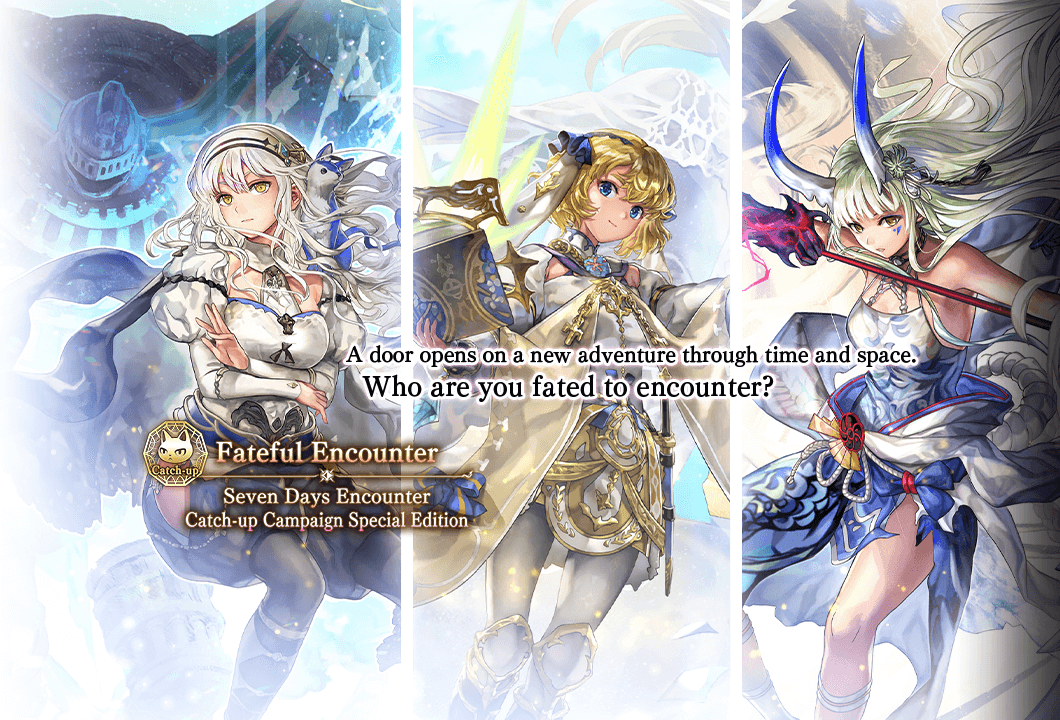 A door opens on a new adventure through time and space.
Who are you fated to encounter?
Catch-up
Fateful Encounter
Seven Days Encounter
Catch-up Campaign Special Edition